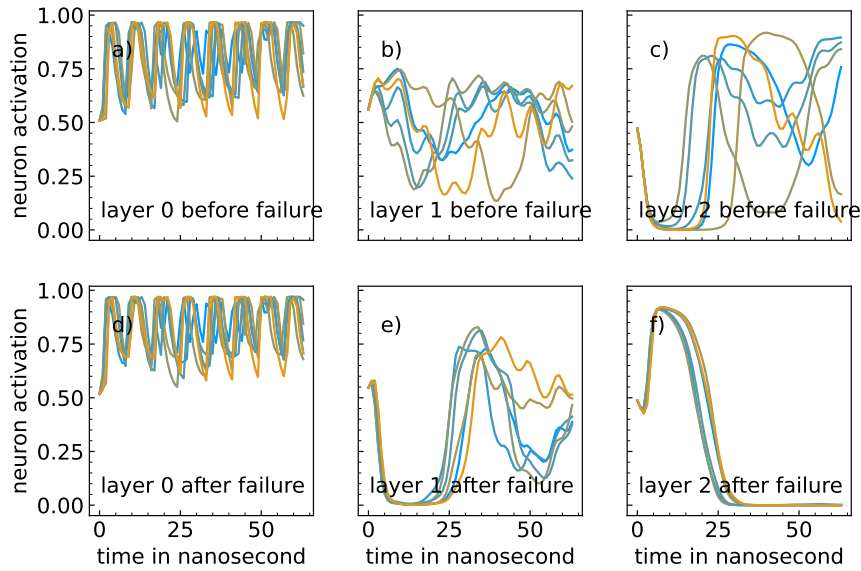 1.00
0.75
0.50
0.25
0.00
neuron activation
a)
layer 0 before failure
b)
layer 1 before failure
c)
layer 2 before failure
1.00
0.75
0.50
0.25
0.00
neuron activation
d)
layer 0 after failure
0
25
50
time in nanosecond
e)
layer 1 after failure
0
25
50
time in nanosecond
f)
layer 2 after failure
0
25
50
time in nanosecond